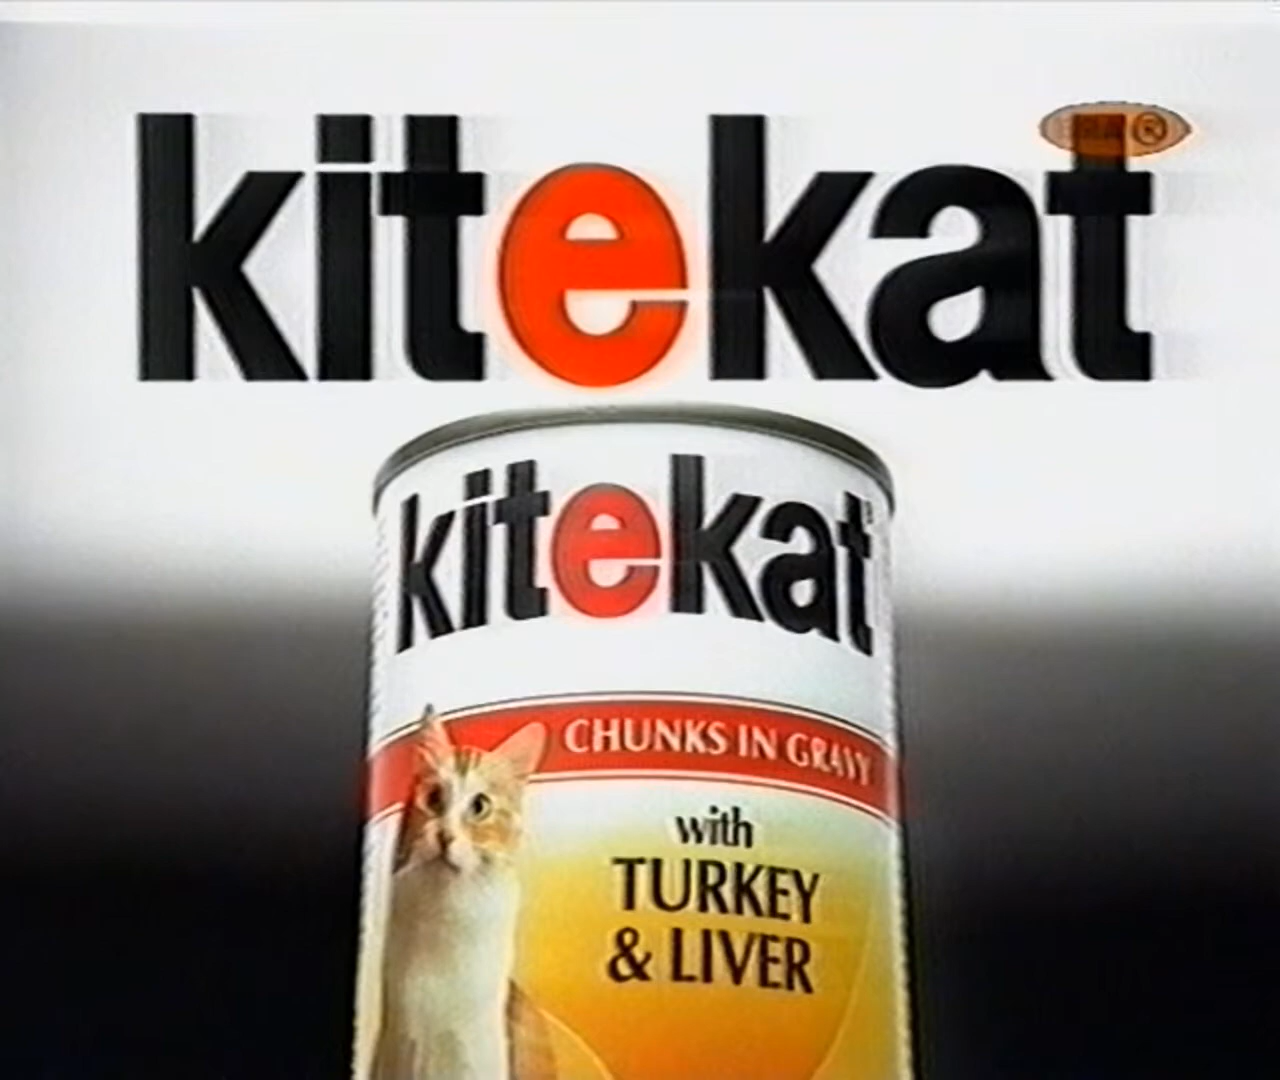 kitekat
®
kitekat
CHUNKS IN GRAVY
with
TURKEY
& LIVER